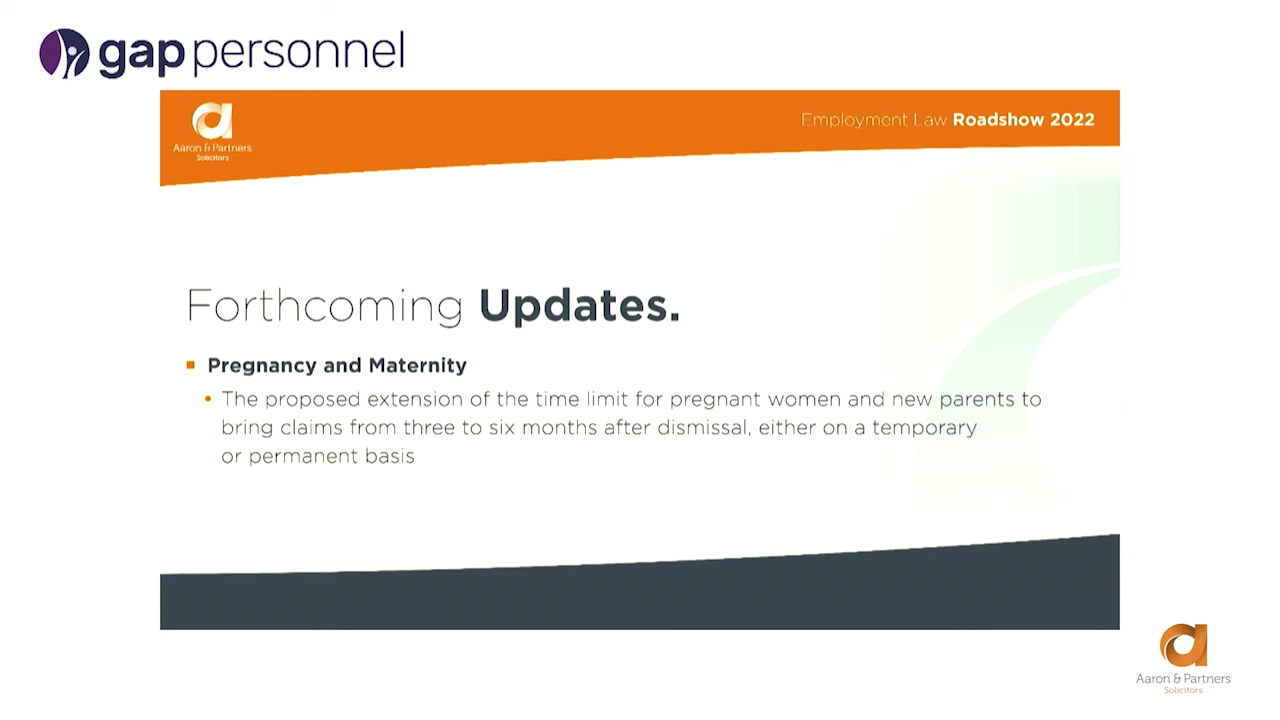 gap personnel
Aaron & Partners
Solicitors
Employment Law Roadshow 2022
Forthcoming Updates.
Pregnancy and Maternity
The proposed extension of the time limit for pregnant women and new parents to
bring claims from three to six months after dismissal, either on a temporary
or permanent basis
Aaron & Partners
Solicitors